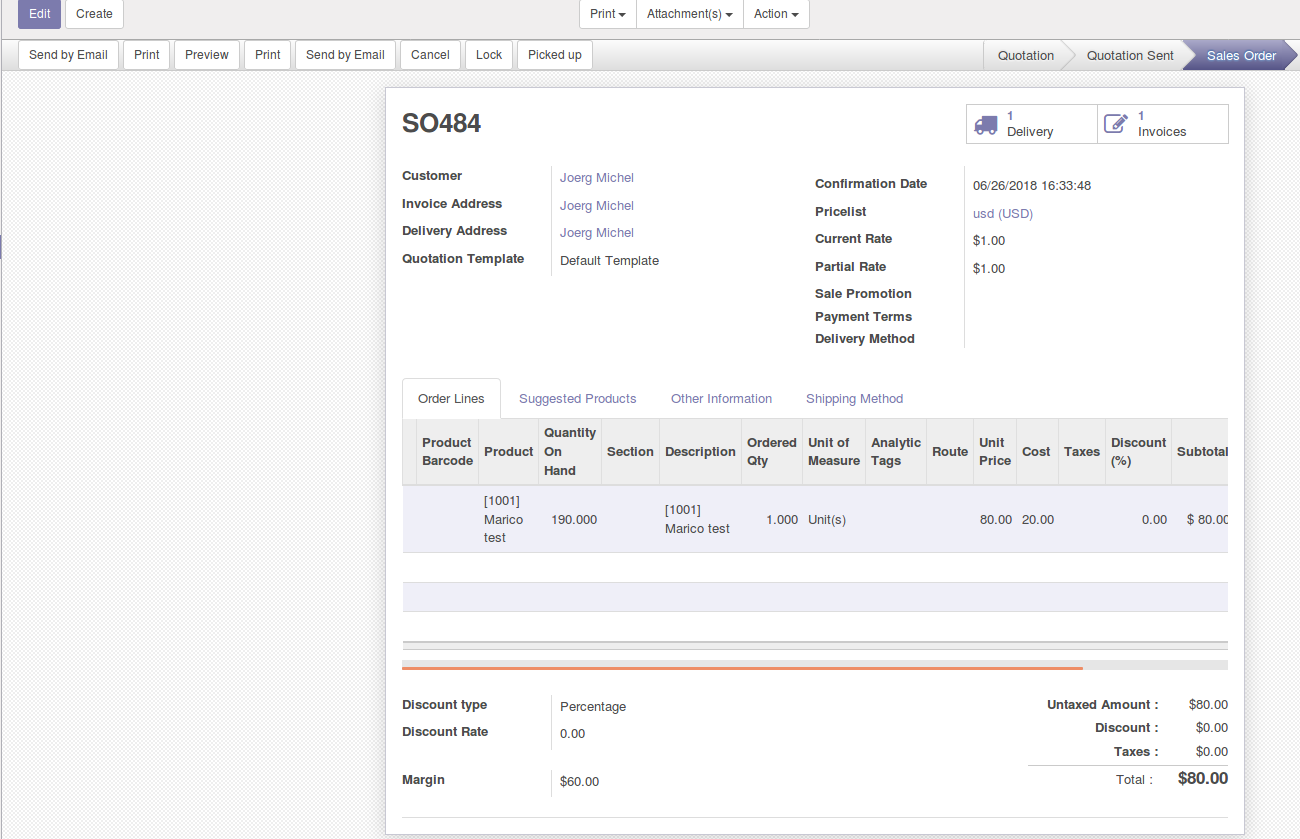 Edit Create Print Attachment(s) Action
Send by Email Print Preview Print Send by Email Cancel Lock Picked up Quotation Quotation Sent Sales Order
SO484
1
Delivery
1
Invoices
Customer Joerg Michel
Invoice Address Joerg Michel
Delivery Address Joerg Michel
Quotation Template Default Template
Confirmation Date 06/26/2018 16:33:48
Pricelist usd (USD)
Current Rate $1.00
Partial Rate $1.00
Sale Promotion
Payment Terms
Delivery Method
Order Lines Suggested Products Other Information Shipping Method
Product Barcode Product Quantity On Hand Section Description Ordered Qty Unit of Measure Analytic Tags Route Unit Price Cost Taxes Discount (%) Subtotal
[1001] Marico test 190.000 [1001] Marico test 1.000 Unit(s) 80.00 20.00 0.00 $ 80.00
Discount type Percentage
Discount Rate 0.00
Margin $60.00
Untaxed Amount : $80.00
Discount : $0.00
Taxes : $0.00
Total : $80.00